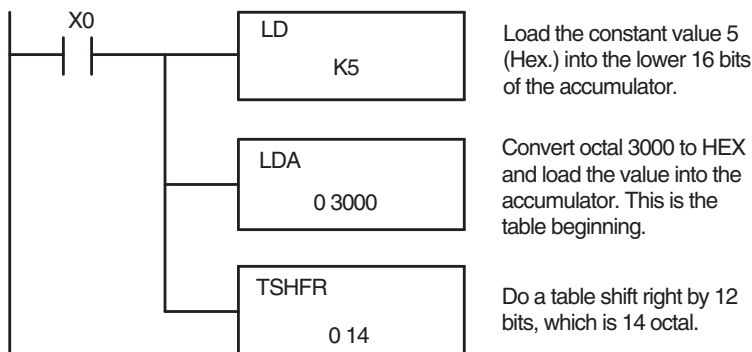 X0
LD
K5
Load the constant value 5
(Hex.) into the lower 16 bits
of the accumulator.
LDA
0 3000
Convert octal 3000 to HEX
and load the value into the
accumulator. This is the
table beginning.
TSHFR
0 14
Do a table shift right by 12
bits, which is 14 octal.